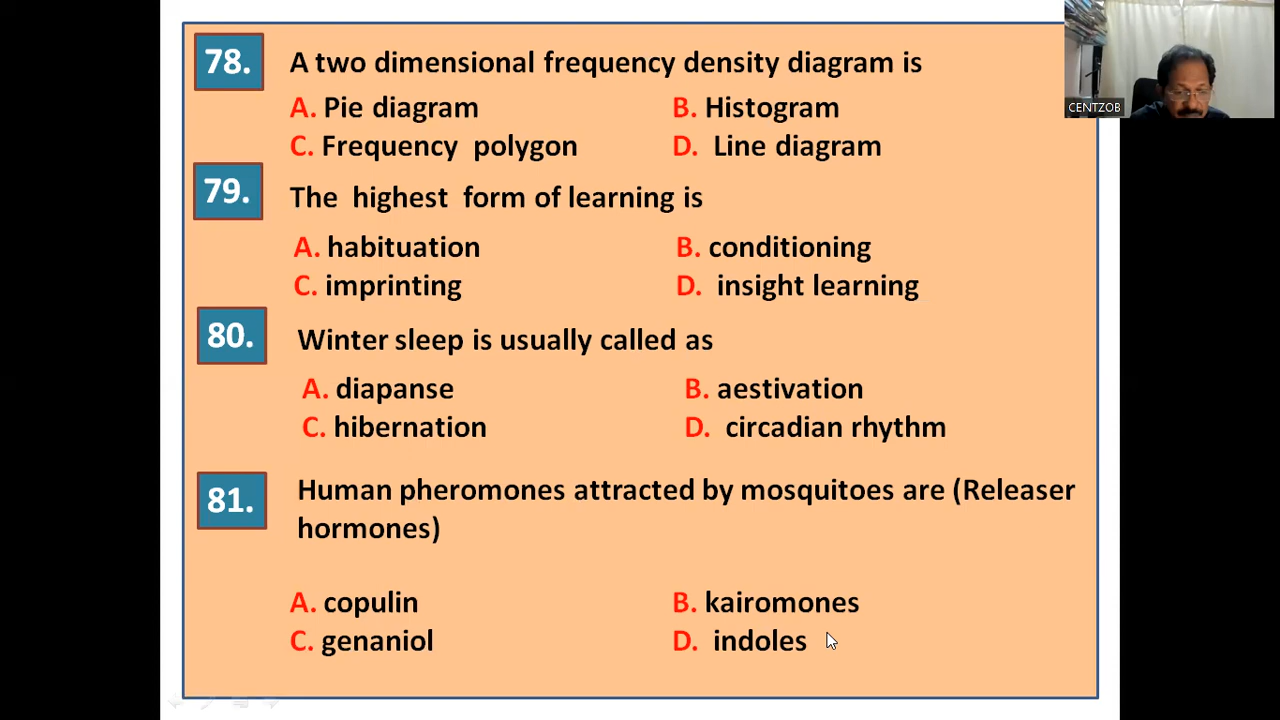 78. A two dimensional frequency density diagram is
A. Pie diagram B. Histogram
C. Frequency polygon D. Line diagram
79. The highest form of learning is
A. habituation B. conditioning
C. imprinting D. insight learning
80. Winter sleep is usually called as
A. diapanse B. aestivation
C. hibernation D. circadian rhythm
81. Human pheromones attracted by mosquitoes are (Releaser
hormones)
A. copulin B. kairomones
C. genaniol D. indoles
CENTZOB